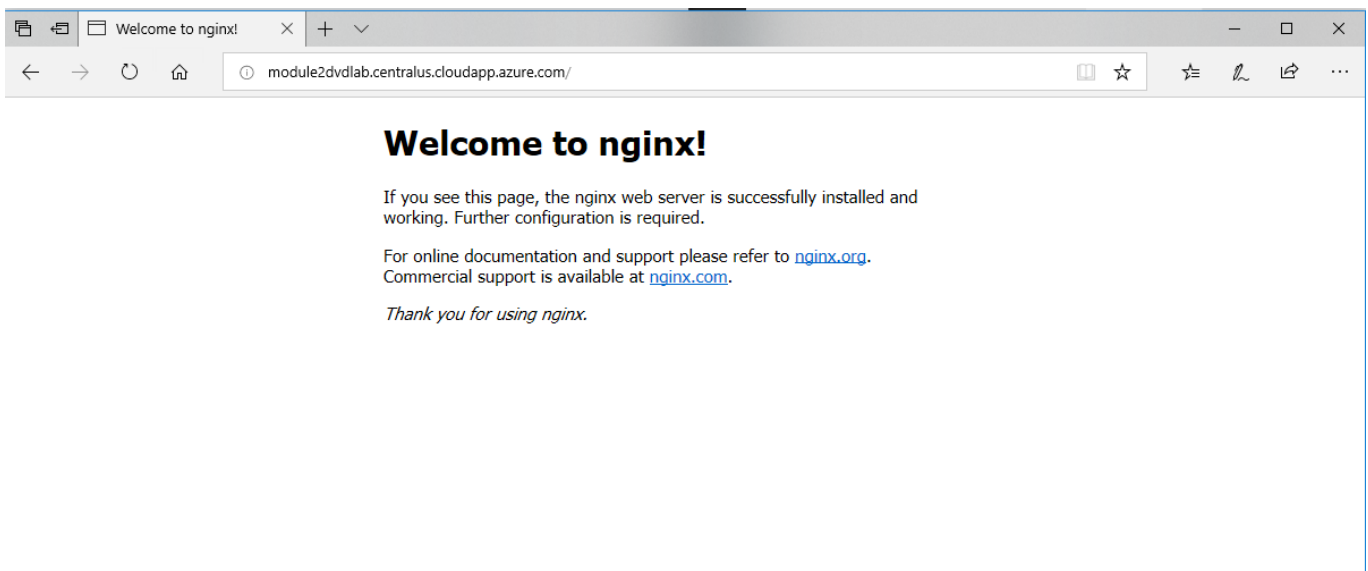 Welcome to nginx!
module2dvdlab.centralus.cloudapp.azure.com/
Welcome to nginx!
If you see this page, the nginx web server is successfully installed and
working. Further configuration is required.
For online documentation and support please refer to nginx.org.
Commercial support is available at nginx.com.
Thank you for using nginx.